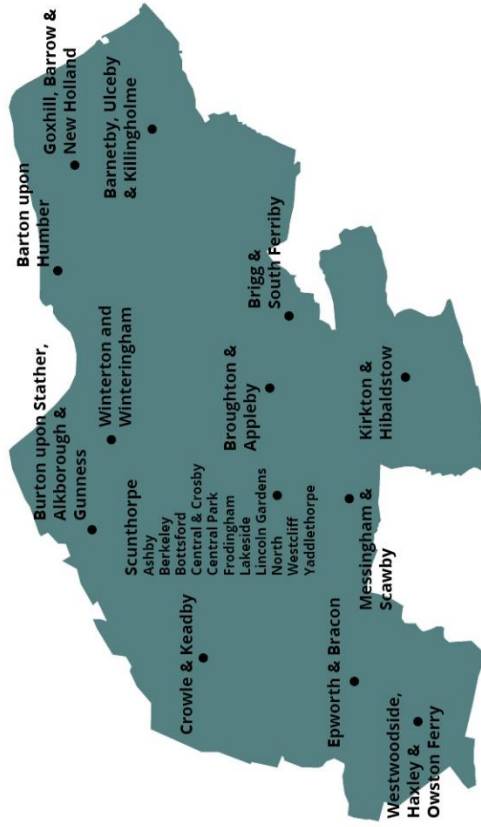 Burton upon Stather,
Alkborough &
Gunness
Winterton and
Winteringham
Barton upon
Humber
Goxhill, Barrow &
New Holland
Barnetby, Ulceby
& Killingholme
Crowle & Keadby
Scunthorpe
Ashby
Berkeley
Bottsford
Central & Crosby
Central Park
Frodingham
Lakeside
Lincoln Gardens
North
Westcliff
Yaddlethorpe
Broughton &
Appleby
Brigg &
South Ferriby
Epworth & Bracon
Messingham &
Scawby
Kirkton &
Hibaldstow
Westwoodside,
Haxley &
Owston Ferry